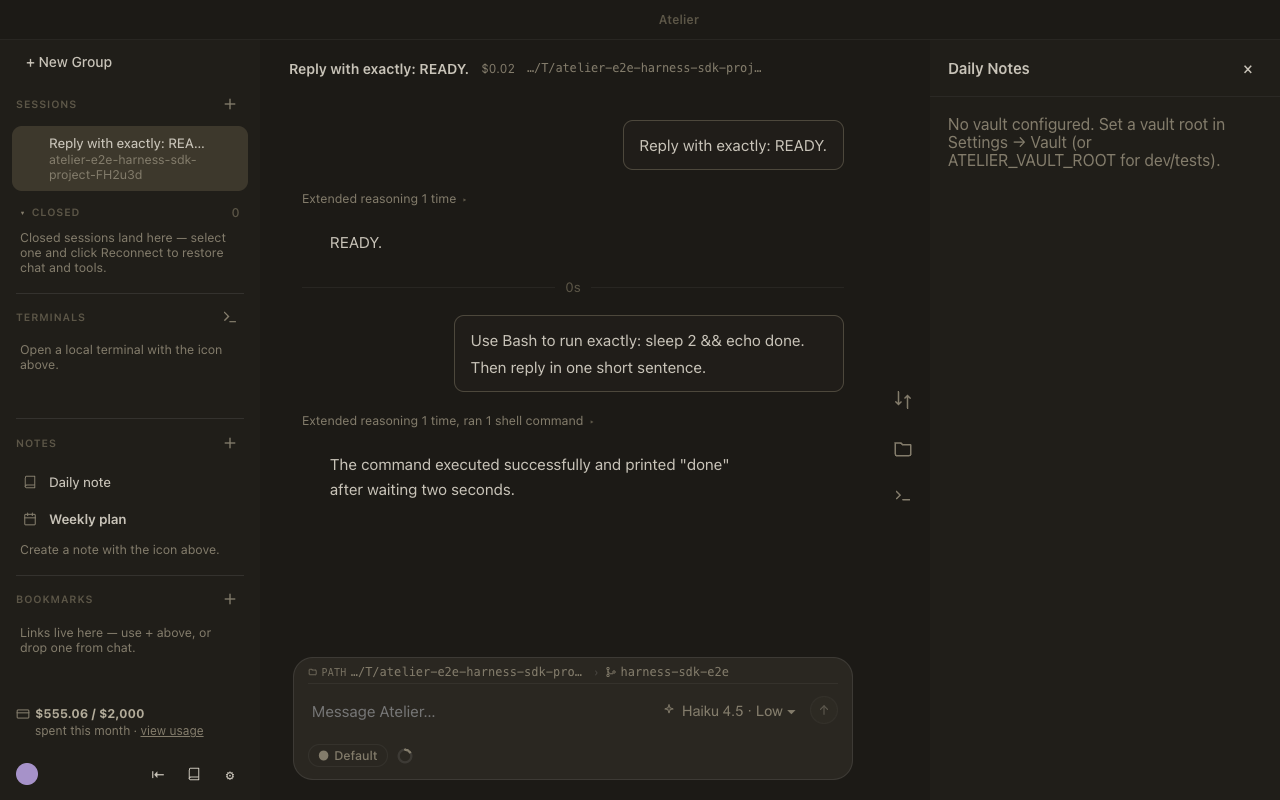 Atelier
+ New Group
SESSIONS
Reply with exactly: REA...
atelier-e2e-harness-sdk-
project-FH2u3d
CLOSED
0
Closed sessions land here — select
one and click Reconnect to restore
chat and tools.
TERMINALS
Open a local terminal with the icon
above.
NOTES
Daily note
Weekly plan
Create a note with the icon above.
BOOKMARKS
Links live here — use + above, or
drop one from chat.
$555.06 / $2,000
spent this month · view usage
Reply with exactly: READY. $0.02 …/T/atelier-e2e-harness-sdk-proj…
Reply with exactly: READY.
Extended reasoning 1 time
READY.
0s
Use Bash to run exactly: sleep 2 && echo done.
Then reply in one short sentence.
Extended reasoning 1 time, ran 1 shell command
The command executed successfully and printed "done"
after waiting two seconds.
PATH …/T/atelier-e2e-harness-sdk-pro… › harness-sdk-e2e
Message Atelier...
Haiku 4.5 · Low
Default
Daily Notes
No vault configured. Set a vault root in
Settings → Vault (or
ATELIER_VAULT_ROOT for dev/tests).